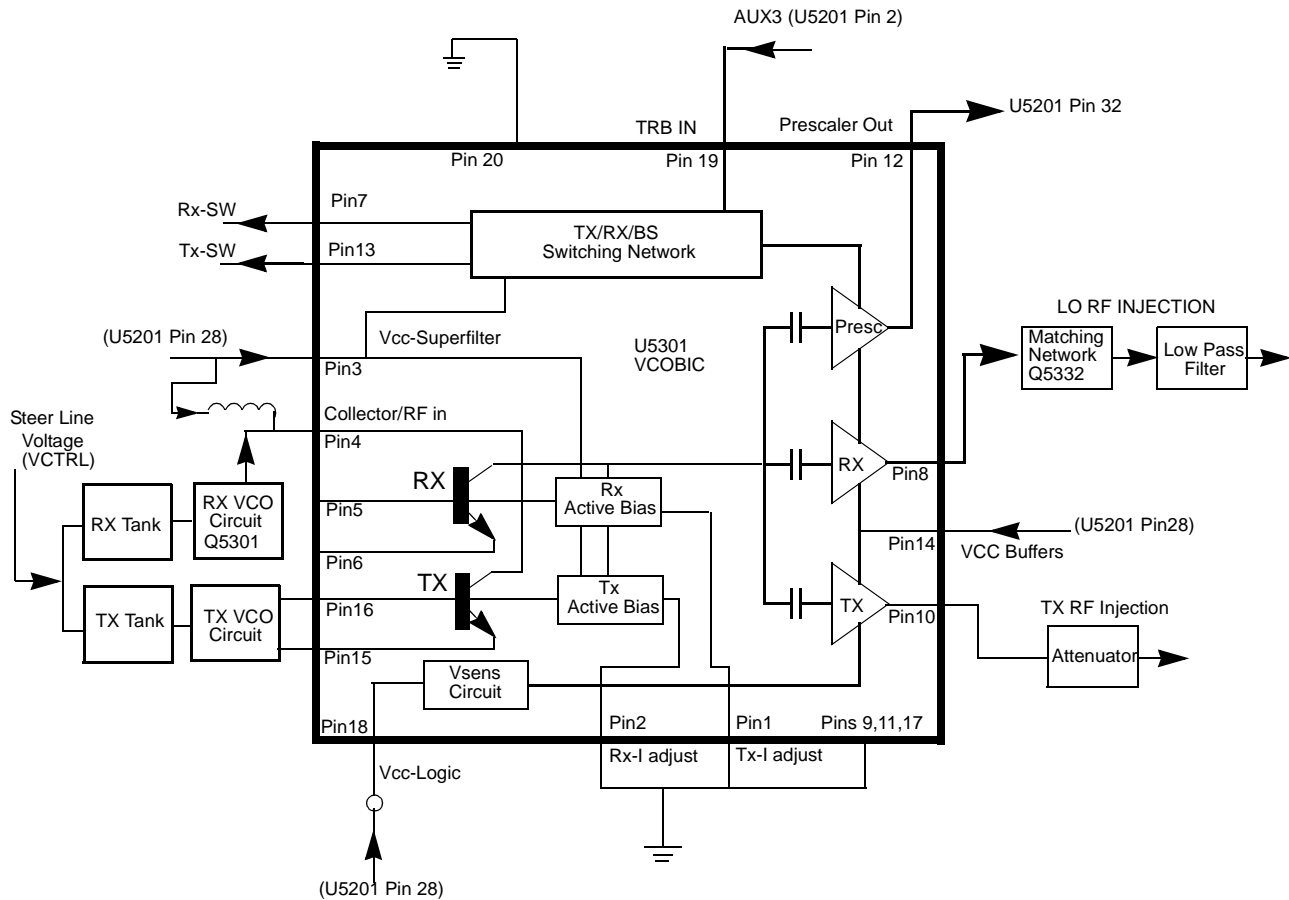 AUX3 (U5201 Pin 2)
U5201 Pin 32
TRB IN
Prescaler Out
Pin 20
Pin 19
Pin 12
Pin7
Rx-SW
TX/RX/BS
Switching Network
Tx-SW
Pin13
LO RF INJECTION
Presc
Matching
Network
Q5332
Low Pass
Filter
(U5201 Pin 28)
Vcc-Superfilter
U5301
VCOBIC
Pin3
Steer Line
Voltage
(VCTRL)
Collector/RF in
Pin4
RX
Rx
Active Bias
RX
Pin8
RX Tank
RX VCO
Circuit
Q5301
Pin5
(U5201 Pin28)
Pin14
VCC Buffers
Pin6
TX
Tx
Active Bias
TX
Pin10
TX RF Injection
TX Tank
TX VCO
Circuit
Pin16
Pin15
Attenuator
Vsens
Circuit
Pin18
Pin2
Pin1
Pins 9,11,17
Rx-I adjust
Tx-I adjust
Vcc-Logic
(U5201 Pin 28)